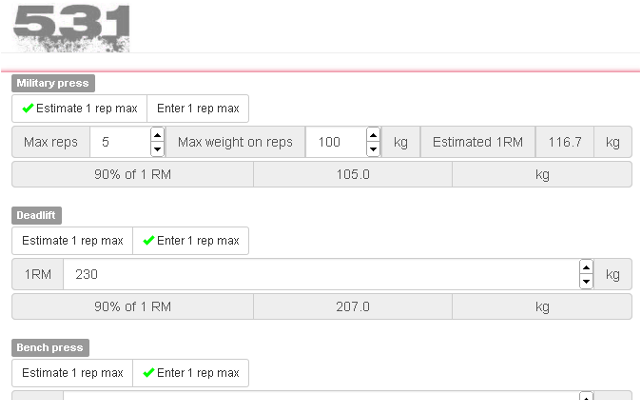 531
Military press
Estimate 1 rep max Enter 1 rep max
Max reps 5 Max weight on reps 100 kg Estimated 1RM 116.7 kg
90% of 1 RM 105.0 kg
Deadlift
Estimate 1 rep max Enter 1 rep max
1RM 230 kg
90% of 1 RM 207.0 kg
Bench press
Estimate 1 rep max Enter 1 rep max